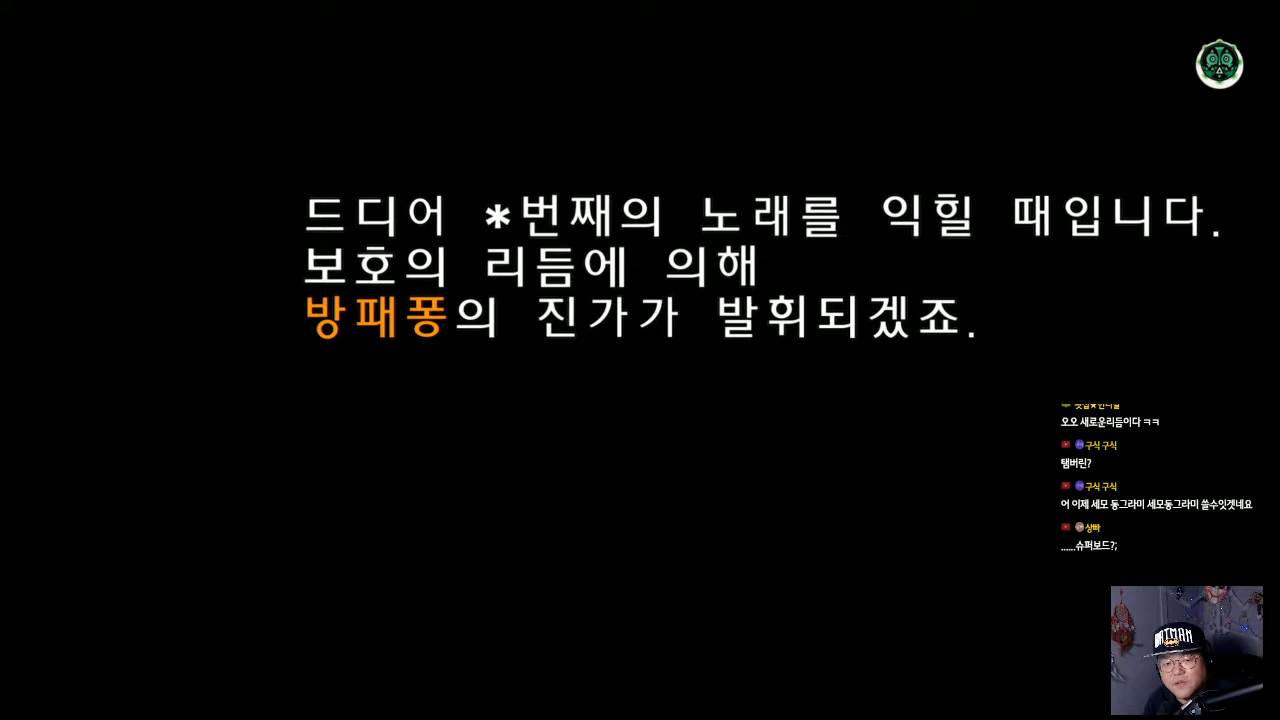 드디어 *번째의 노래를 익힐 때입니다.
보호의 리듬에 의해
방패퐁의 진가가 발휘되겠죠.
오오 새로운리듬이다 ㅋㅋ
구식 구식
탬버린?
구식 구식
어 이제 세모 동그라미 세모동그라미 쓸수잇겟네요
상빠
......슈퍼보드?;
BATMAN